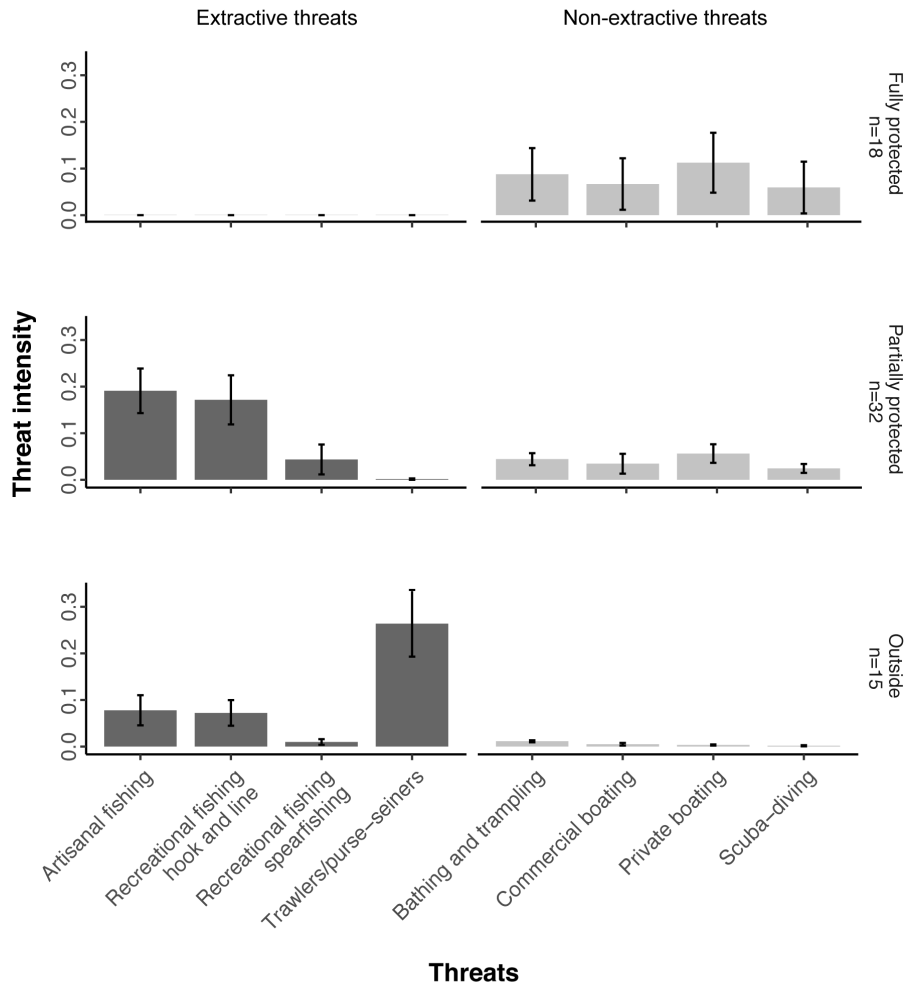 Extractive threats
Non-extractive threats
0.3
0.2
0.1
0.0
Fully protected
n=18
Threat intensity
0.3
0.2
0.1
0.0
Partially protected
n=32
0.3
0.2
0.1
0.0
Outside
n=15
Artisanal fishing
Recreational fishing
hook and line
Recreational fishing
spearfishing
Trawlers/purse−seiners
Bathing and trampling
Commercial boating
Private boating
Scuba−diving
Threats